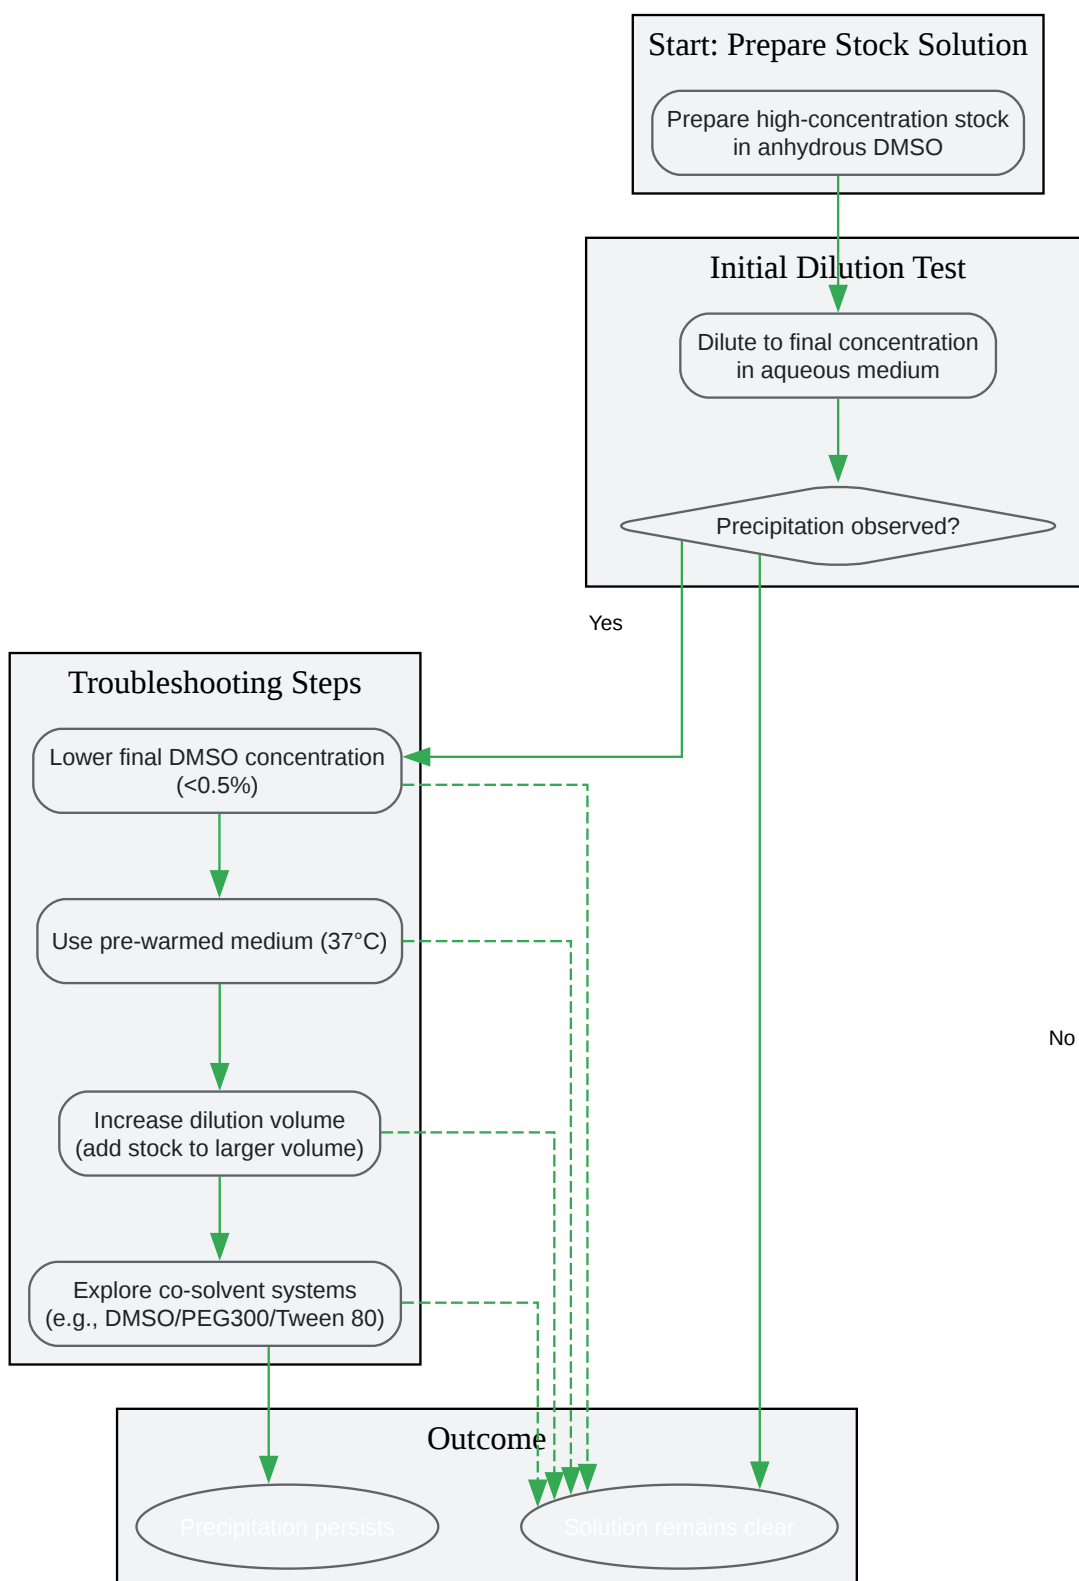 Start: Prepare Stock Solution
Prepare high-concentration stock
in anhydrous DMSO
Initial Dilution Test
Dilute to final concentration
in aqueous medium
Precipitation observed?
Yes
Troubleshooting Steps
Lower final DMSO concentration
(<0.5%)
Use pre-warmed medium (37°C)
No
Increase dilution volume
(add stock to larger volume)
Explore co-solvent systems
(e.g., DMSO/PEG300/Tween 80)
Outcome
Precipitation persists
Solution remains clear